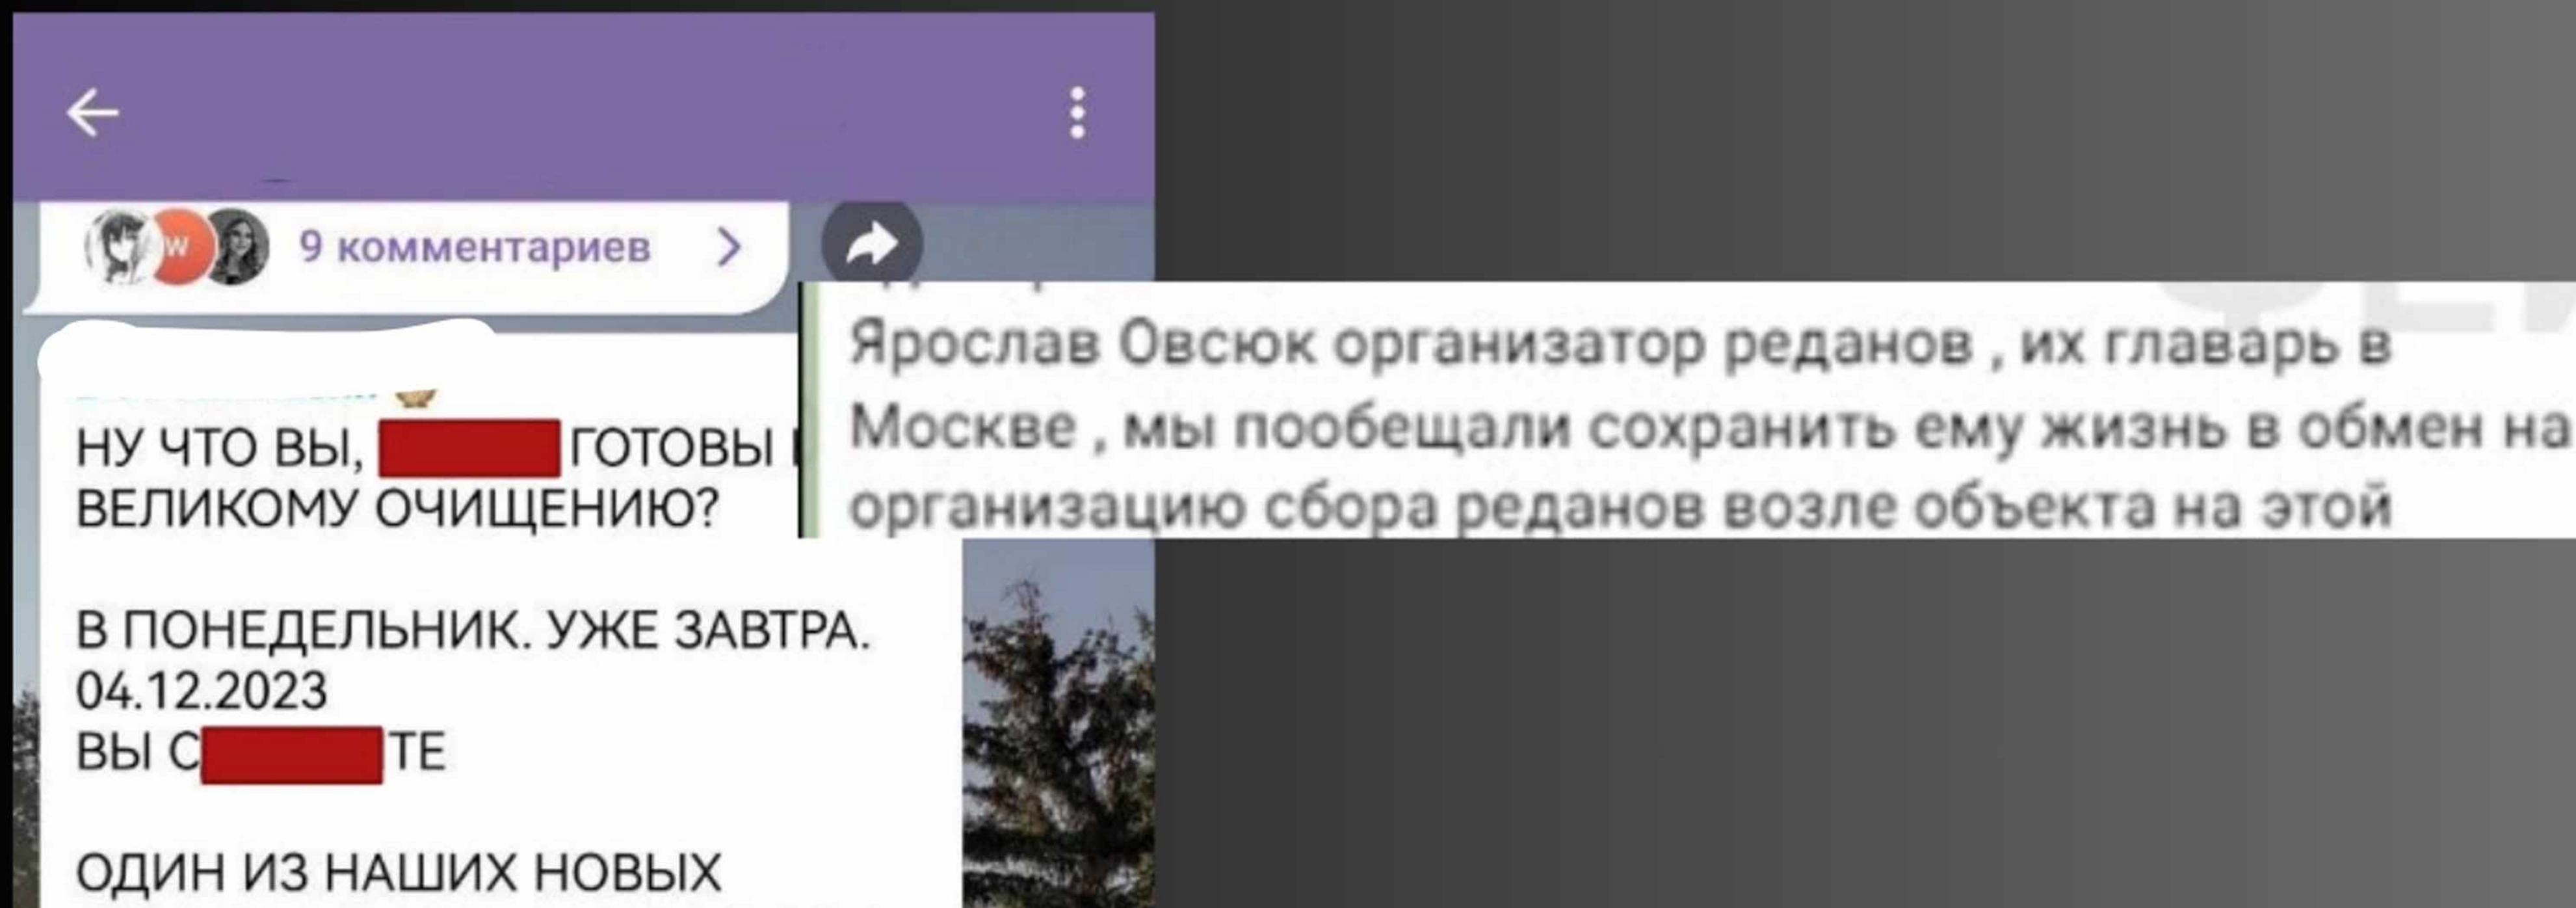 9 комментариев
W
НУ ЧТО ВЫ, ГОТОВЫ
ВЕЛИКОМУ ОЧИЩЕНИЮ?
В ПОНЕДЕЛЬНИК. УЖЕ ЗАВТРА.
04.12.2023
ВЫ С ТЕ
ОДИН ИЗ НАШИХ НОВЫХ
Ярослав Овсюк организатор реданов , их главарь в
Москве , мы пообещали сохранить ему жизнь в обмен на
организацию сбора реданов возле объекта на этой